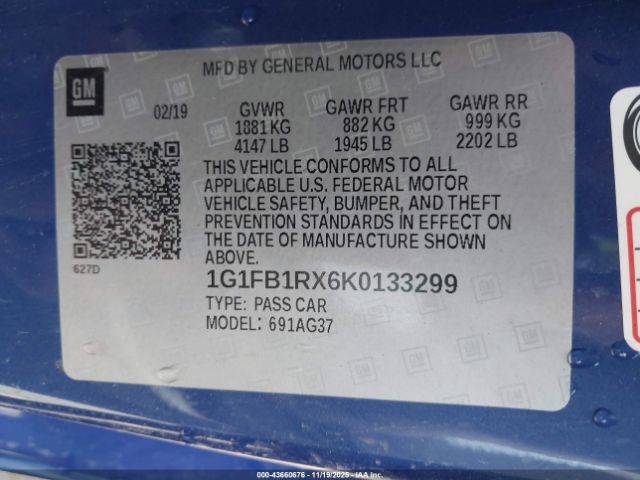 GM
MFD BY GENERAL MOTORS LLC
02/19 GVWR GAWR FRT GAWR RR
1881 KG 882 KG 999 KG
4147 LB 1945 LB 2202 LB
THIS VEHICLE CONFORMS TO ALL
APPLICABLE U.S. FEDERAL MOTOR
VEHICLE SAFETY, BUMPER, AND THEFT
PREVENTION STANDARDS IN EFFECT ON
THE DATE OF MANUFACTURE SHOWN
ABOVE.
627D
1G1FB1RX6K0133299
TYPE: PASS CAR
MODEL: 691AG37
000-43660676 - 11/19/2025 - IAAI.COM